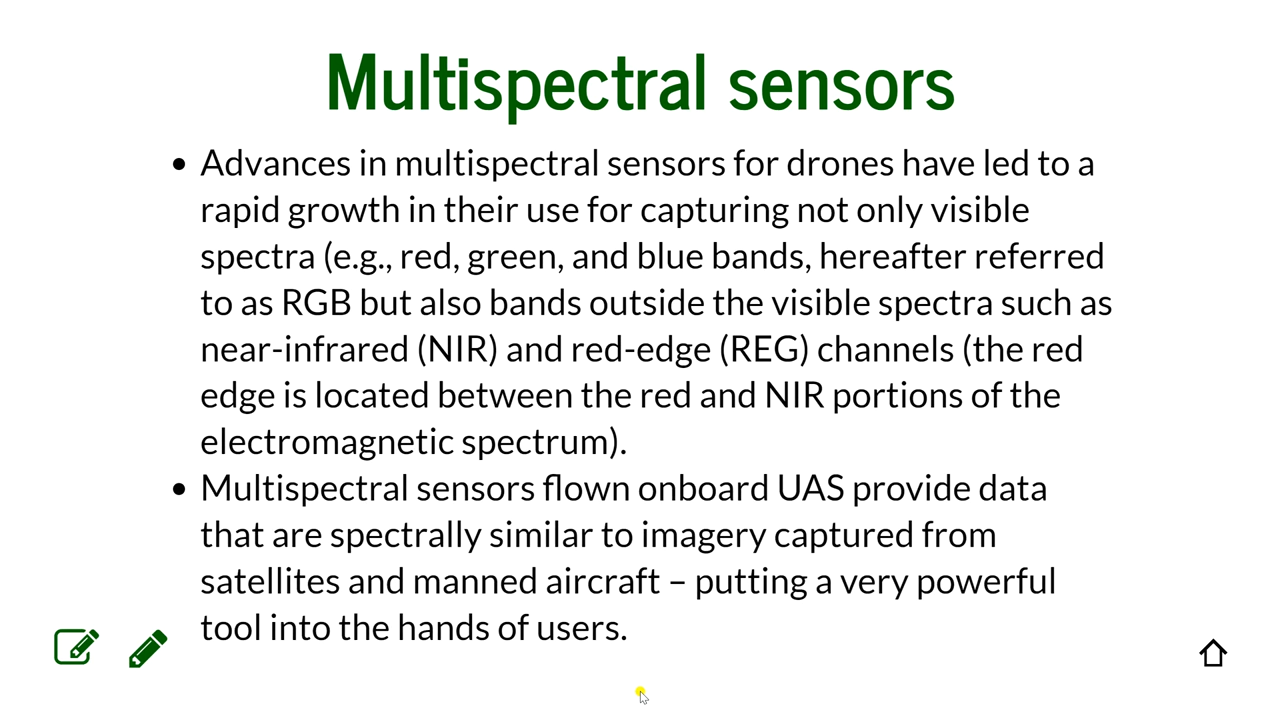 Multispectral sensors
• Advances in multispectral sensors for drones have led to a
rapid growth in their use for capturing not only visible
spectra (e.g., red, green, and blue bands, hereafter referred
to as RGB but also bands outside the visible spectra such as
near-infrared (NIR) and red-edge (REG) channels (the red
edge is located between the red and NIR portions of the
electromagnetic spectrum).
• Multispectral sensors flown onboard UAS provide data
that are spectrally similar to imagery captured from
satellites and manned aircraft – putting a very powerful
tool into the hands of users.